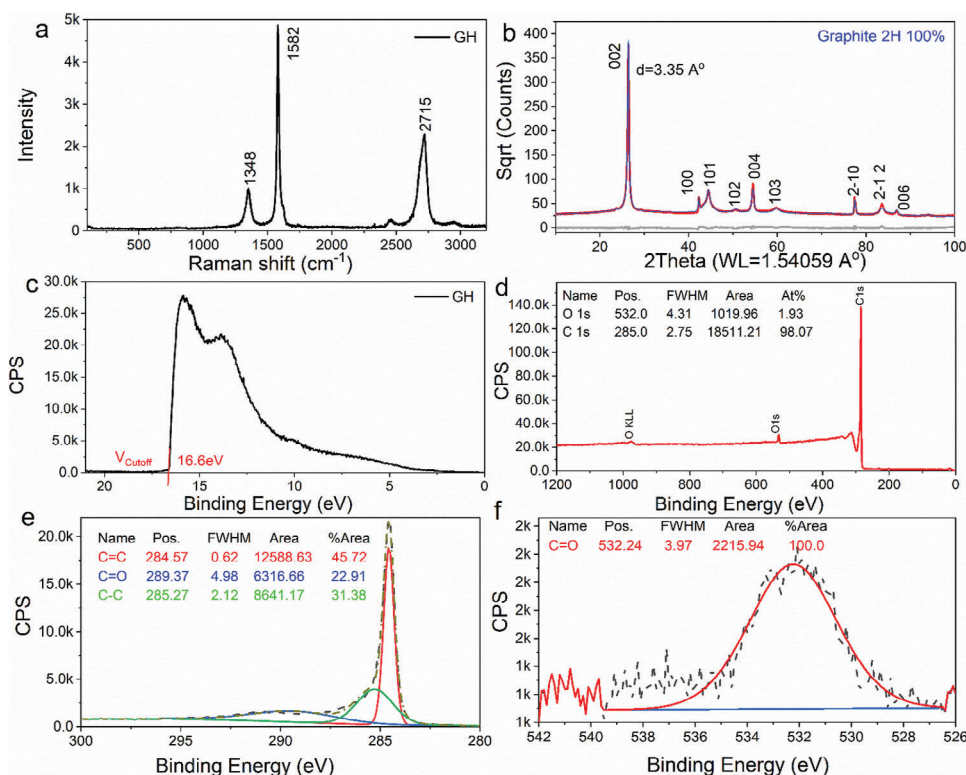 a
GH
5k
4k
3k
2k
1k
0
1348
1582
2715
Intensity
500 1000 1500 2000 2500 3000
Raman shift (cm⁻¹)
b
Graphite 2H 100%
400
350
300
250
200
150
100
50
0
002
d=3.35 Aº
100
101
102
004
103
2-10
2-1 2
006
Sqrt (Counts)
20 40 60 80 100
2Theta (WL=1.54059 Aº)
c
GH
30.0k
25.0k
20.0k
15.0k
10.0k
5.0k
0.0
CPS
V_Cutoff 16.6eV
20 15 10 5 0
Binding Energy (eV)
d
Name Pos. FWHM Area At%
O 1s 532.0 4.31 1019.96 1.93
C 1s 285.0 2.75 18511.21 98.07
C1s
O KLL
O1s
140.0k
120.0k
100.0k
80.0k
60.0k
40.0k
20.0k
0.0
CPS
1200 1000 800 600 400 200 0
Binding Energy (eV)
e
Name Pos. FWHM Area %Area
C=C 284.57 0.62 12588.63 45.72
C=O 289.37 4.98 6316.66 22.91
C-C 285.27 2.12 8641.17 31.38
20.0k
15.0k
10.0k
5.0k
0.0
CPS
300 295 290 285 280
Binding Energy (eV)
f
Name Pos. FWHM Area %Area
C=O 532.24 3.97 2215.94 100.0
2k
2k
2k
2k
2k
1k
1k
1k
1k
CPS
542 540 538 536 534 532 530 528 526
Binding Energy (eV)